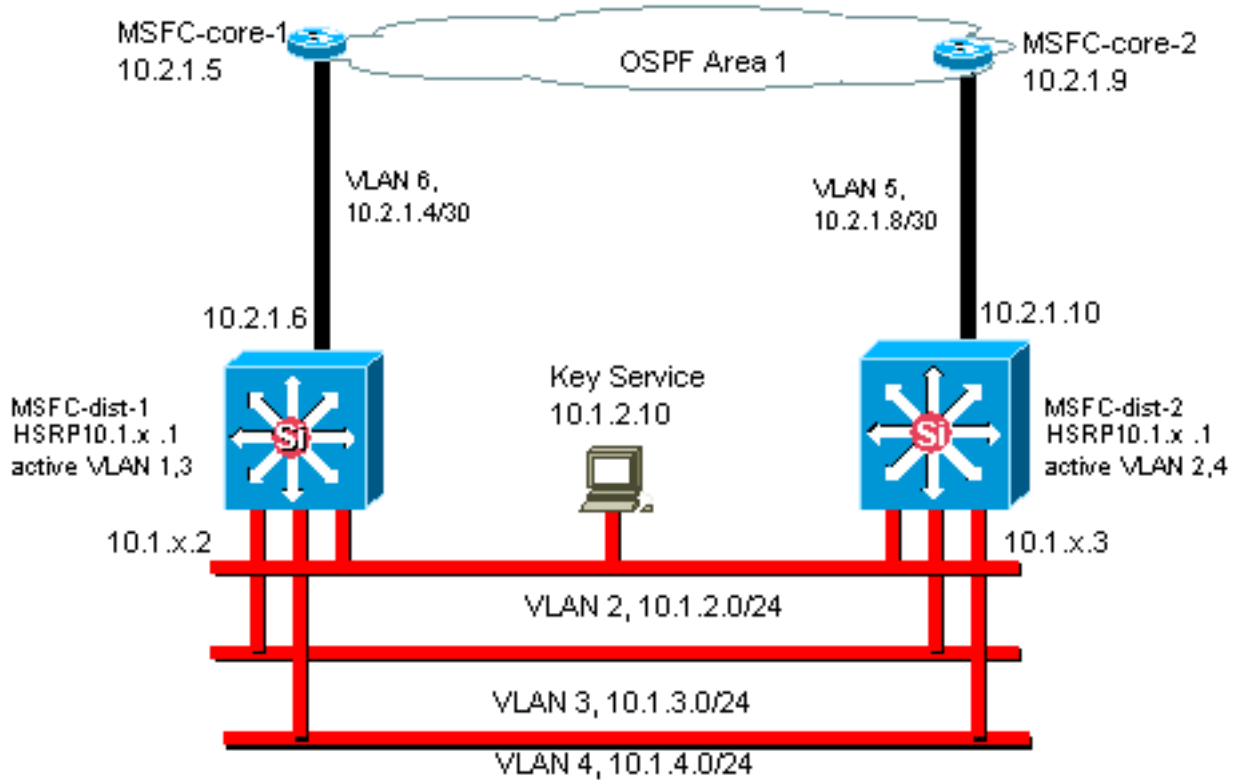 MSFC-core-1
10.2.1.5
OSPF Area 1
MSFC-core-2
10.2.1.9
VLAN 6,
10.2.1.4/30
VLAN 5,
10.2.1.8/30
10.2.1.6
10.2.1.10
MSFC-dist-1
HSRP10.1.x .1
active VLAN 1,3
Si
Key Service
10.1.2.10
Si
MSFC-dist-2
HSRP10.1.x .1
active VLAN 2,4
10.1.x.2
10.1.x.3
VLAN 2, 10.1.2.0/24
VLAN 3, 10.1.3.0/24
VLAN 4, 10.1.4.0/24